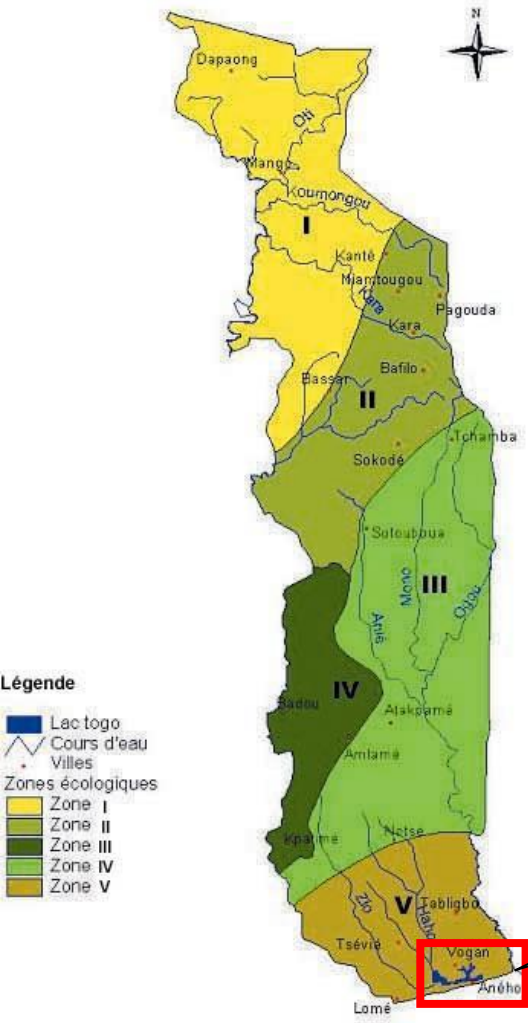 N
Dapaong
Oti
Mango
Koumongou
I
Kanté
Niamtougou
Kara
Pagouda
Kara
Bafilo
Bassar
II
Tchamba
Sokodé
Sotouboua
Mono
III
Ogou
Anié
IV
Badou
Atakpamé
Amlamé
Kpalimé
Notse
Zio
V
Haho
Tabligbo
Tsévié
Vogan
Aného
Lomé
Légende
Lac togo
Cours d'eau
Villes
Zones écologiques
Zone I
Zone II
Zone III
Zone IV
Zone V